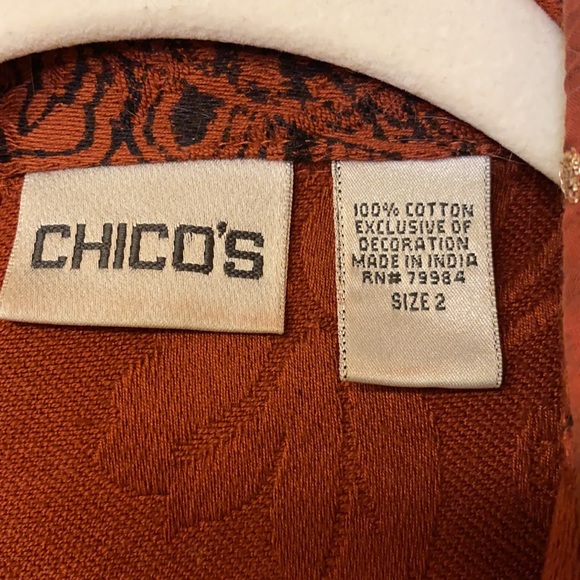 CHICO'S
100% COTTON
EXCLUSIVE OF
DECORATION
MADE IN INDIA
RN# 79984
SIZE 2